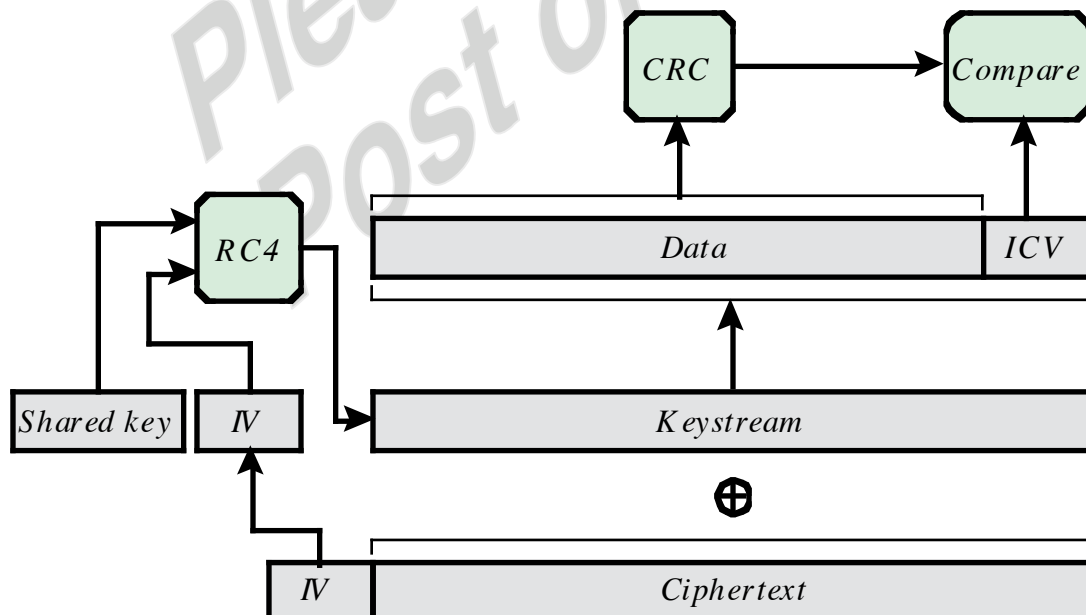 CRC
Compare
RC4
Data
ICV
Shared key
IV
Keystream
IV
Ciphertext